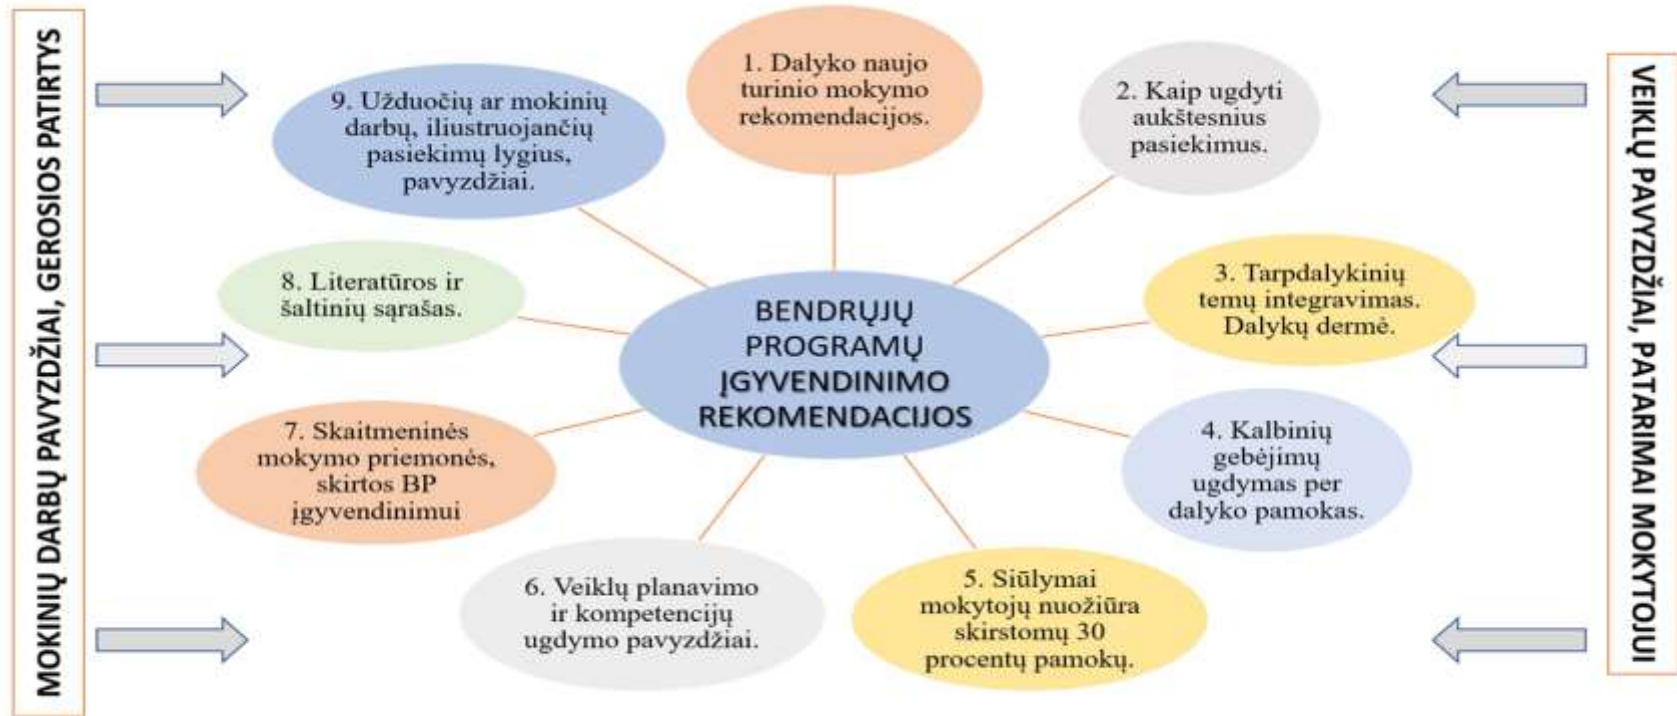 MOKINIŲ DARBŲ PAVYZDŽIAI, GEROSIOS PATIRTYS
1. Dalyko naujo
turinio mokymo
rekomendacijos.
2. Kaip ugdyti
aukštesnius
pasiekimus.
3. Tarpdalykinių
temų integravimas.
Dalykų dermė.
4. Kalbinių
gebėjimų
ugdymas per
dalyko pamokas.
5. Siūlymai
mokytojų nuožiūra
skirstomų 30
procentų pamokų.
6. Veiklų planavimo
ir kompetencijų
ugdymo pavyzdžiai.
7. Skaitmeninės
mokymo priemonės,
skirtos BP
įgyvendinimui
8. Literatūros ir
šaltinių sąrašas.
9. Užduočių ar mokinių
darbų, iliustruojančių
pasiekimų lygius,
pavyzdžiai.
BENDRŲJŲ
PROGRAMŲ
ĮGYVENDINIMO
REKOMENDACIJOS
VEIKLŲ PAVYZDŽIAI, PATARIMAI MOKYTOJUI